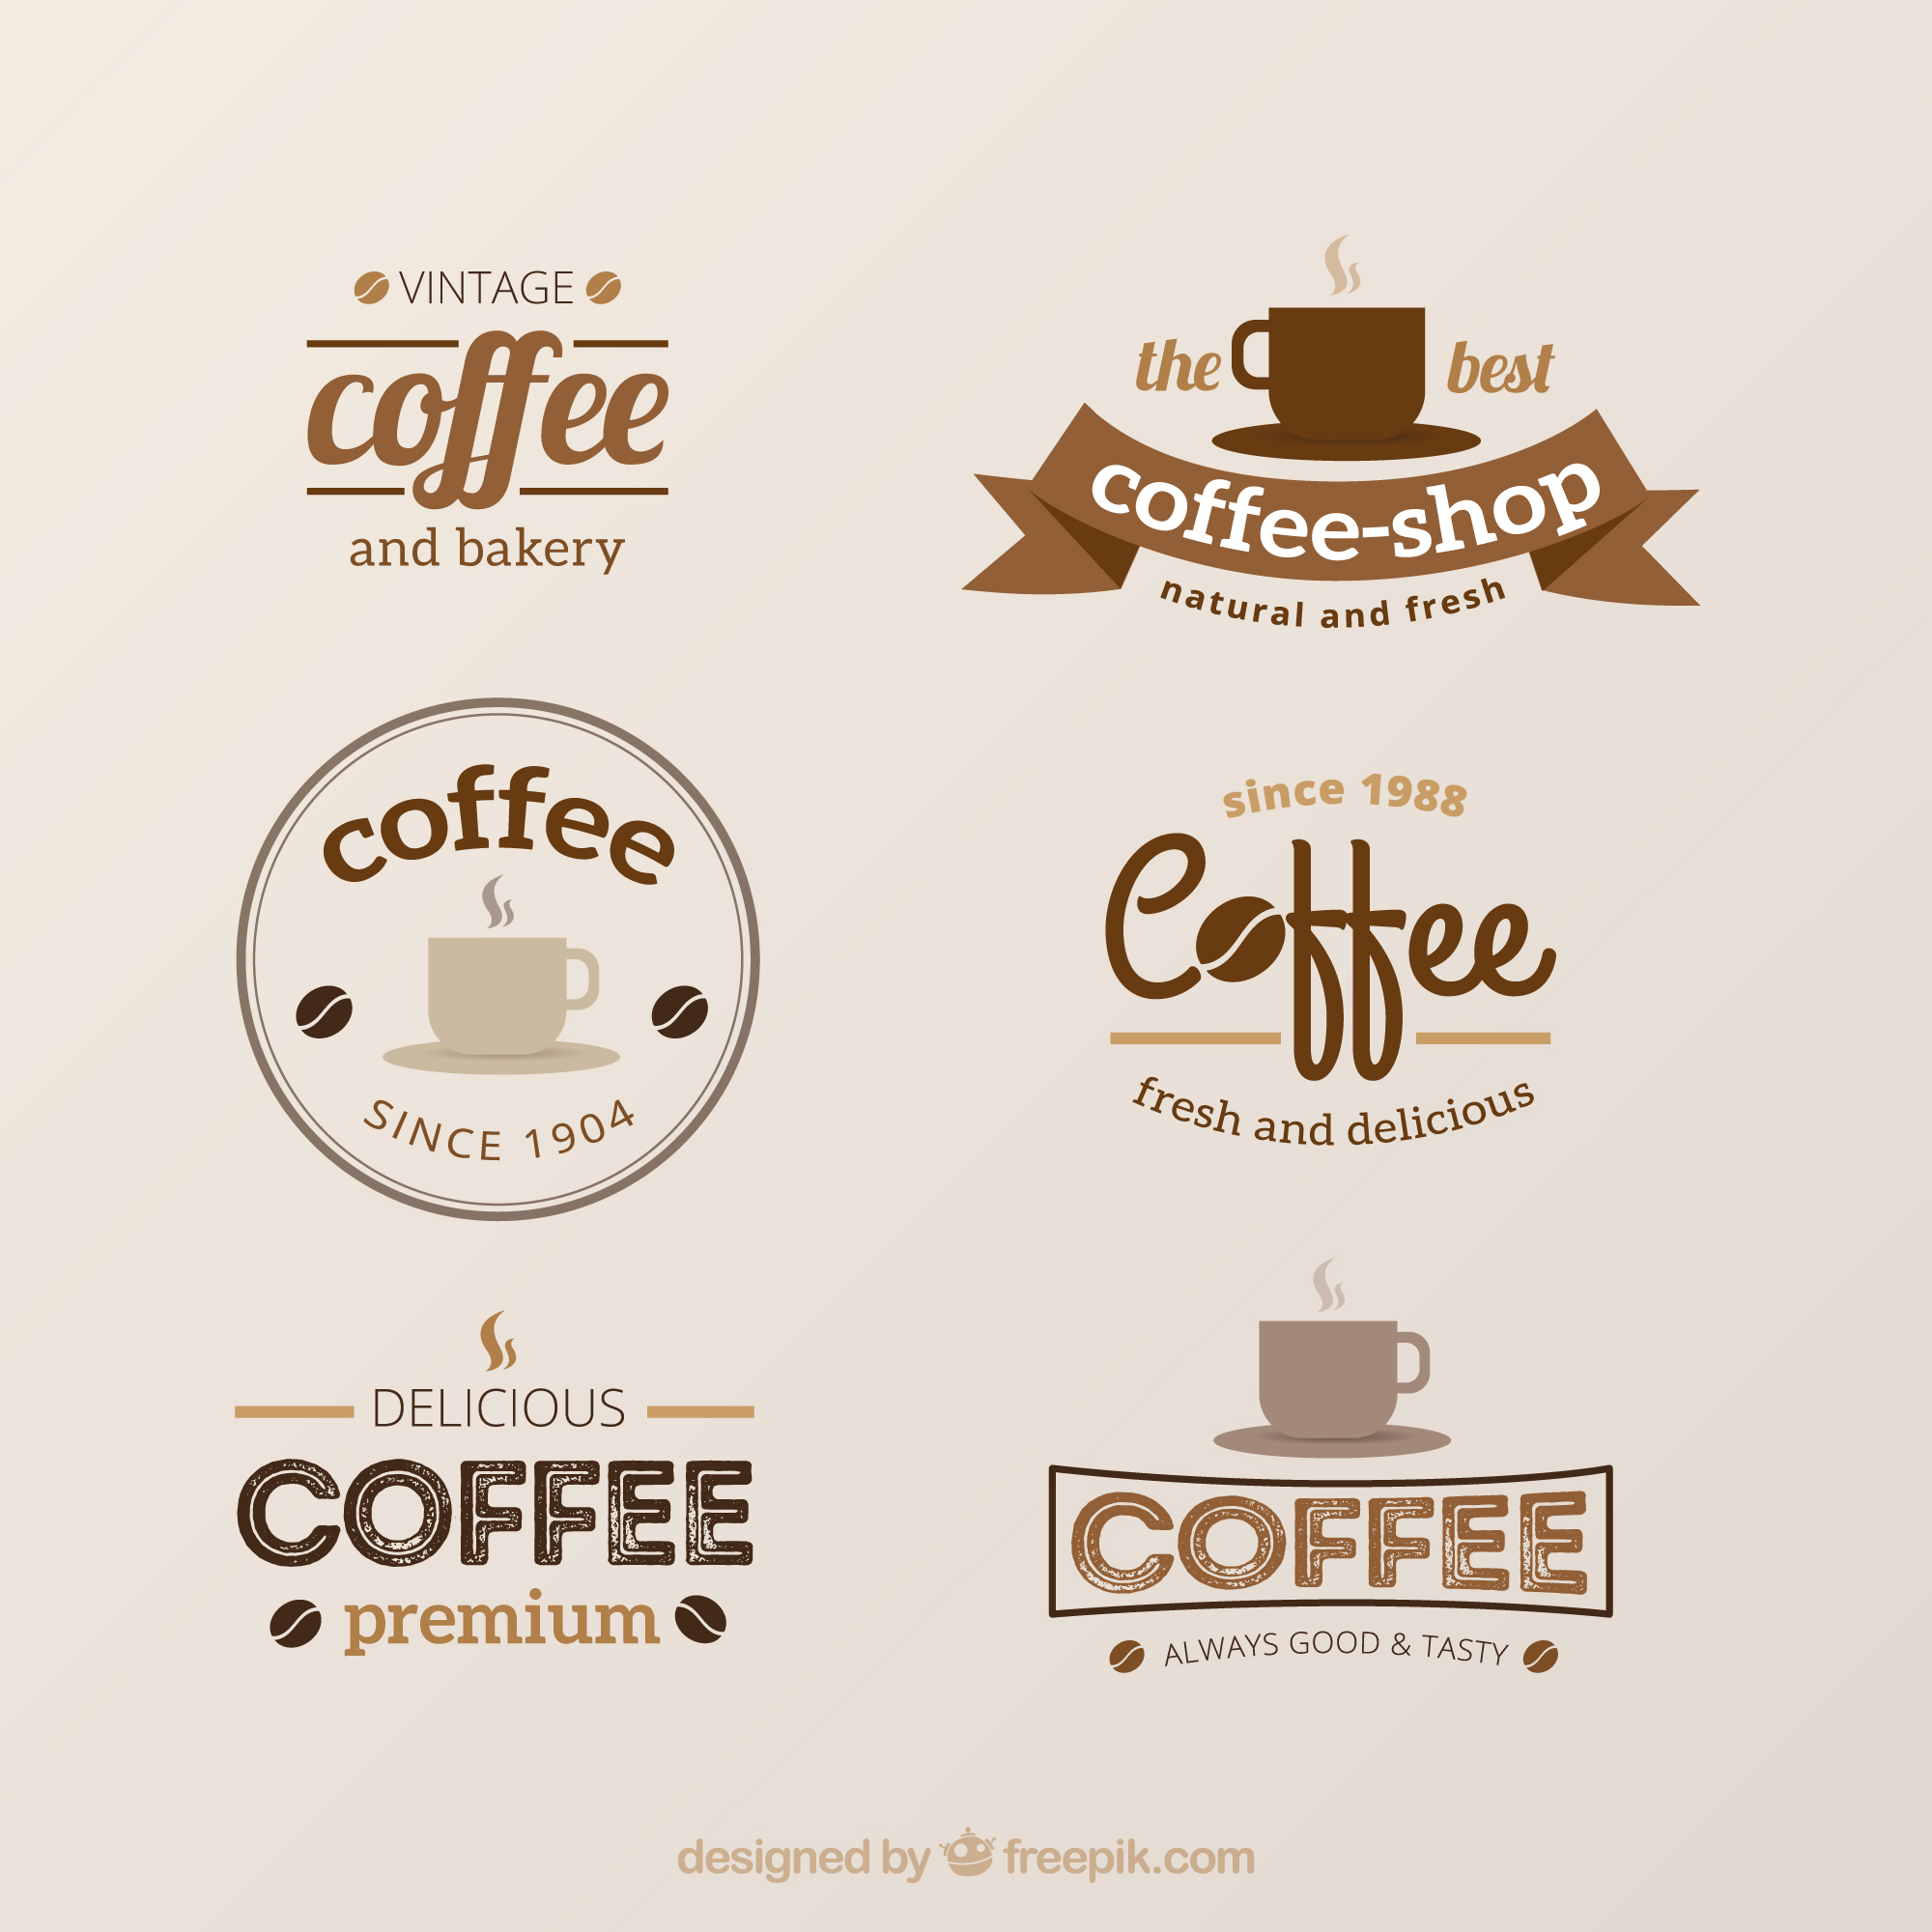 VINTAGE
coffee
and bakery
the best
coffee-shop
natural and fresh
coffee
SINCE 1904
since 1988
Coffee
fresh and delicious
DELICIOUS
COFFEE
premium
COFFEE
ALWAYS GOOD & TASTY
designed by freepik.com